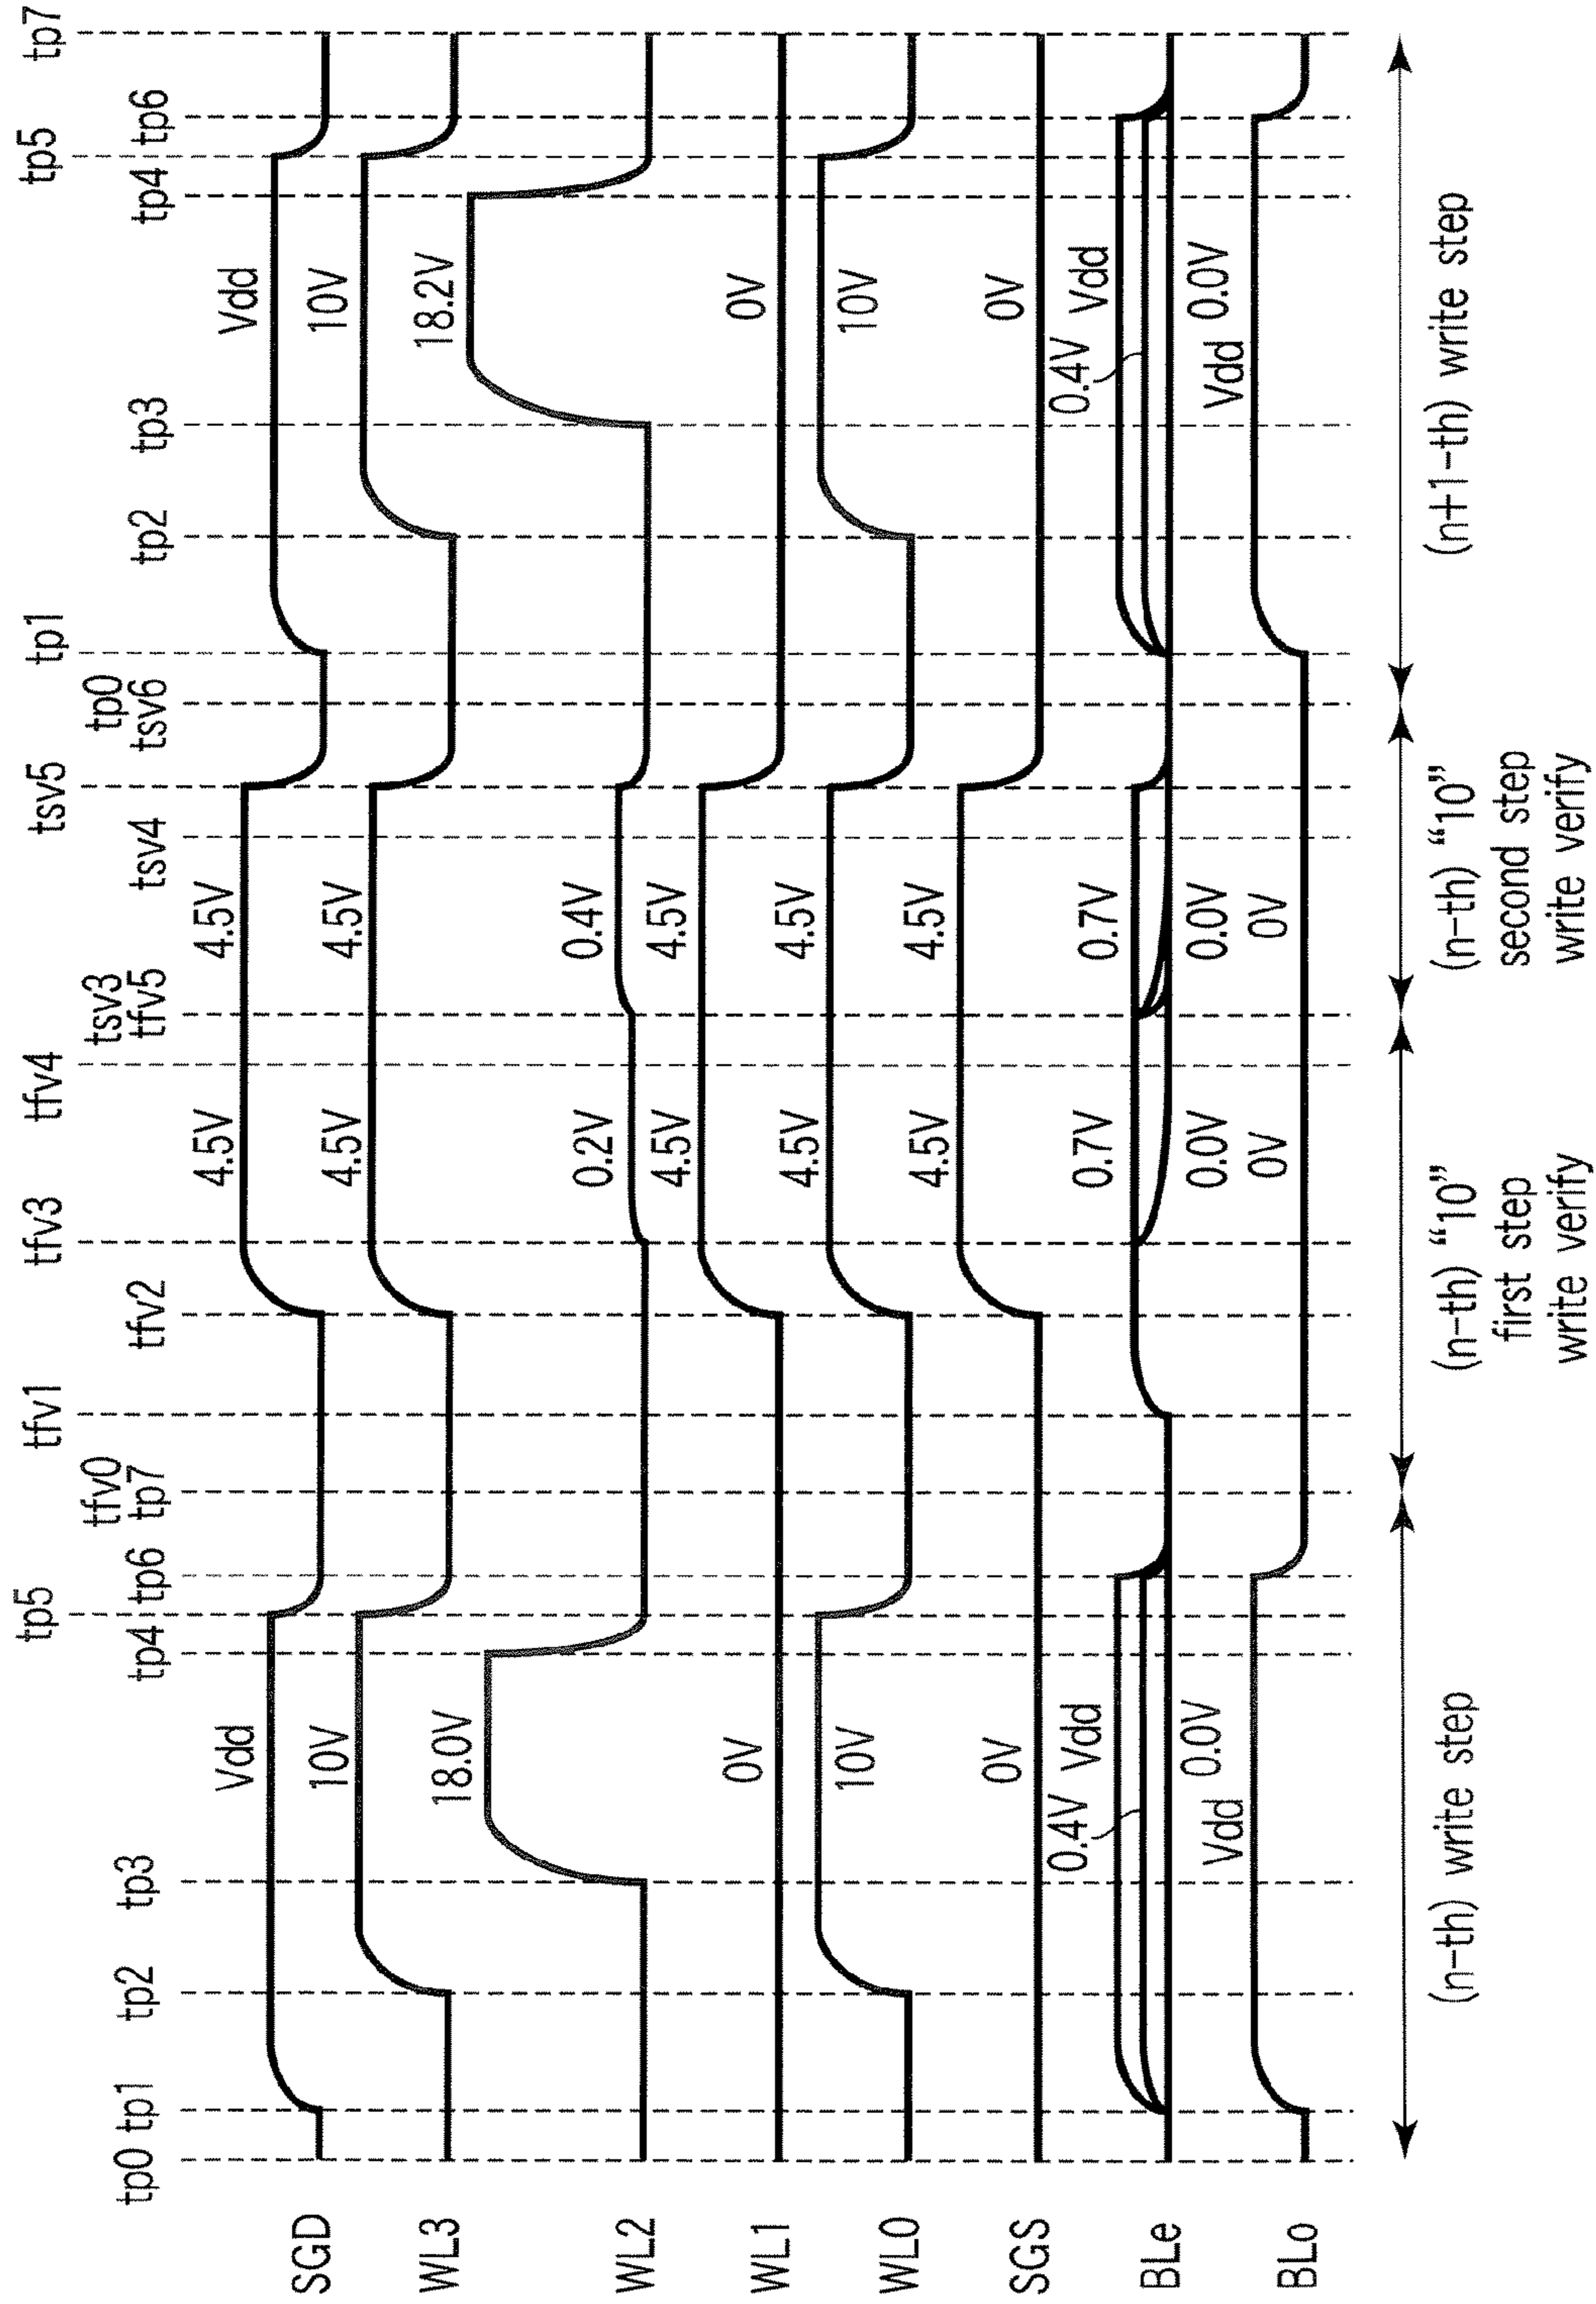 tp5 tfv1 tfv3 tfv4 tsv5 tp1 tp5 tp7
tfv0 tsv3 tp0
tp0 tp1 tp2 tp3 tp4 tp6 tp7 tfv2 tfv5 tsv4 tsv6 tp2 tp3 tp4 tp6
SGD Vdd 4.5V 4.5V Vdd
WL3 10V 4.5V 4.5V 10V
WL2 18.0V 0.2V 0.4V 18.2V
WL1 0V 4.5V 4.5V 0V
WL0 10V 4.5V 4.5V 10V
SGS 0V 4.5V 4.5V 0V
BLe 0.4V Vdd 0.7V 0.7V 0.4V Vdd
0.0V 0.0V 0.0V 0.0V
BLo Vdd 0V 0V Vdd
(n-th) write step
(n-th) “10”
first step
write verify
(n-th) “10”
second step
write verify
(n+1-th) write step